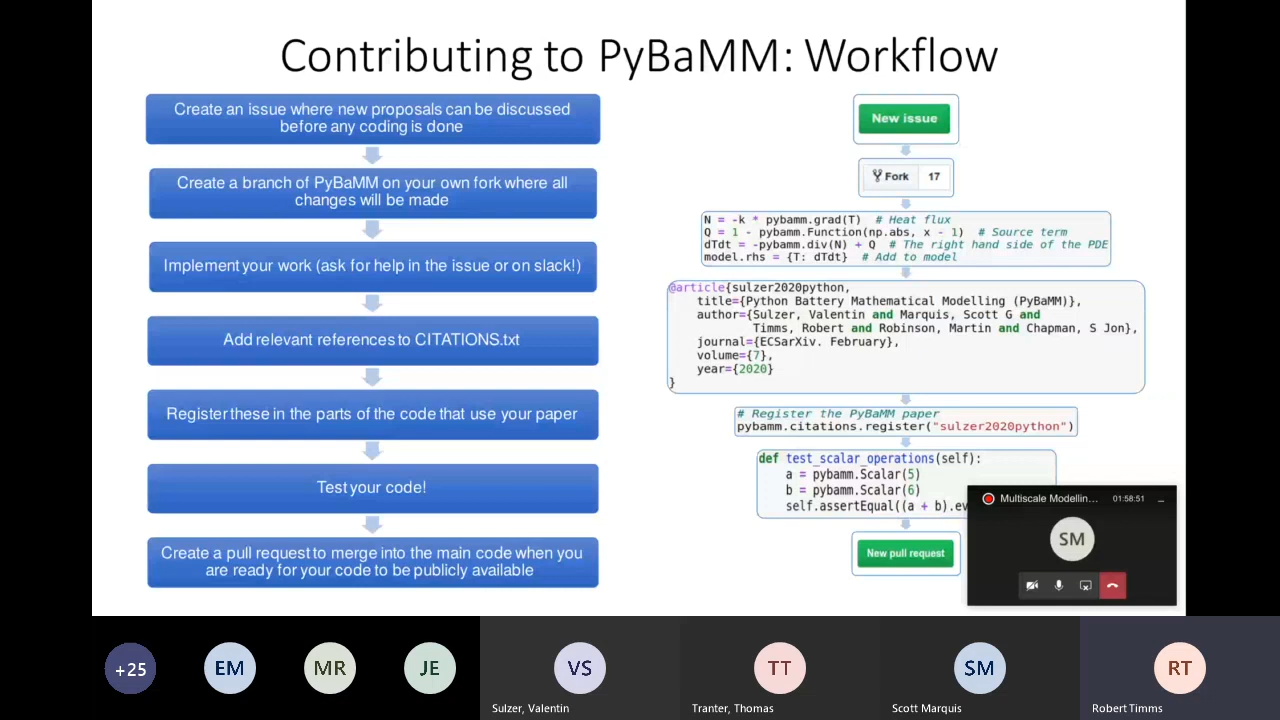 Contributing to PyBaMM: Workflow
Create an issue where new proposals can be discussed
before any coding is done
Create a branch of PyBaMM on your own fork where all
changes will be made
Implement your work (ask for help in the issue or on slack!)
Add relevant references to CITATIONS.txt
Register these in the parts of the code that use your paper
Test your code!
Create a pull request to merge into the main code when you
are ready for your code to be publicly available
New issue
Fork 17
N = -k * pybamm.grad(T)  # Heat flux
Q = 1 - pybamm.Function(np.abs, x - 1)  # Source term
dTdt = -pybamm.div(N) + Q  # The right hand side of the PDE
model.rhs = {T: dTdt}  # Add to model
@article{sulzer2020python,
title={Python Battery Mathematical Modelling (PyBaMM)},
author={Sulzer, Valentin and Marquis, Scott G and
Timms, Robert and Robinson, Martin and Chapman, S Jon},
journal={ECSarXiv. February},
volume={7},
year={2020}
}
# Register the PyBaMM paper
pybamm.citations.register("sulzer2020python")
def test_scalar_operations(self):
a = pybamm.Scalar(5)
b = pybamm.Scalar(6)
self.assertEqual((a + b).ev
New pull request
Multiscale Modellin... 01:58:51
SM
+25
EM
MR
JE
VS
TT
SM
RT
Sulzer, Valentin
Tranter, Thomas
Scott Marquis
Robert Timms